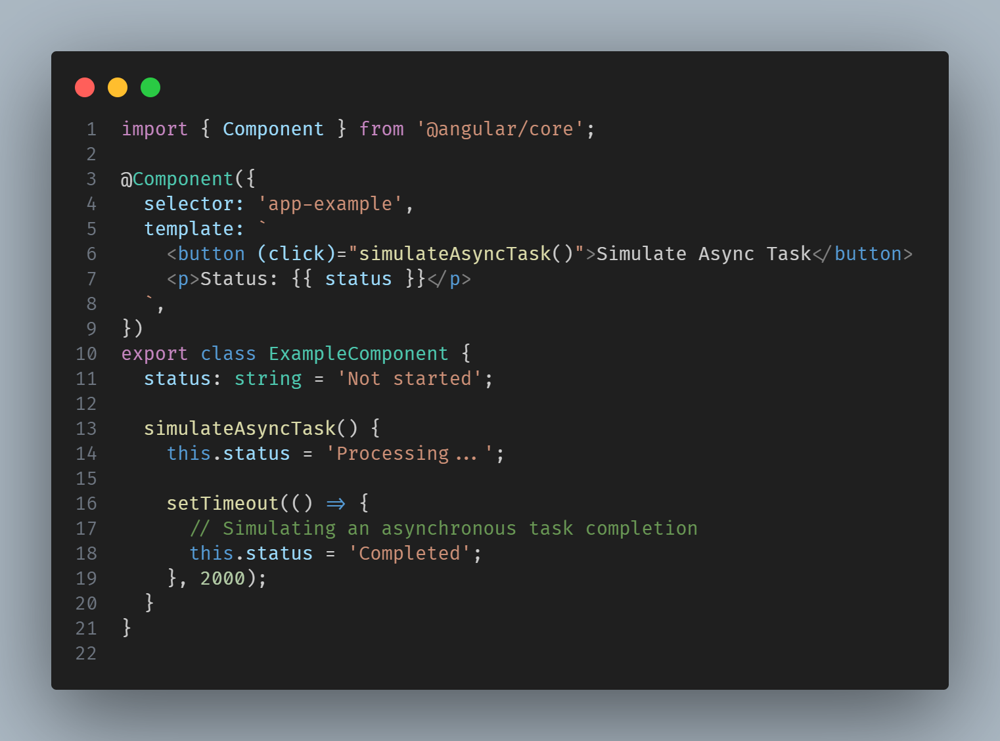 1 import { Component } from '@angular/core';
2
3 @Component({
4   selector: 'app-example',
5   template: `
6     <button (click)="simulateAsyncTask()">Simulate Async Task</button>
7     <p>Status: {{ status }}</p>
8   `,
9 })
10 export class ExampleComponent {
11   status: string = 'Not started';
12
13   simulateAsyncTask() {
14     this.status = 'Processing...';
15
16     setTimeout(() => {
17       // Simulating an asynchronous task completion
18       this.status = 'Completed';
19     }, 2000);
20   }
21 }
22